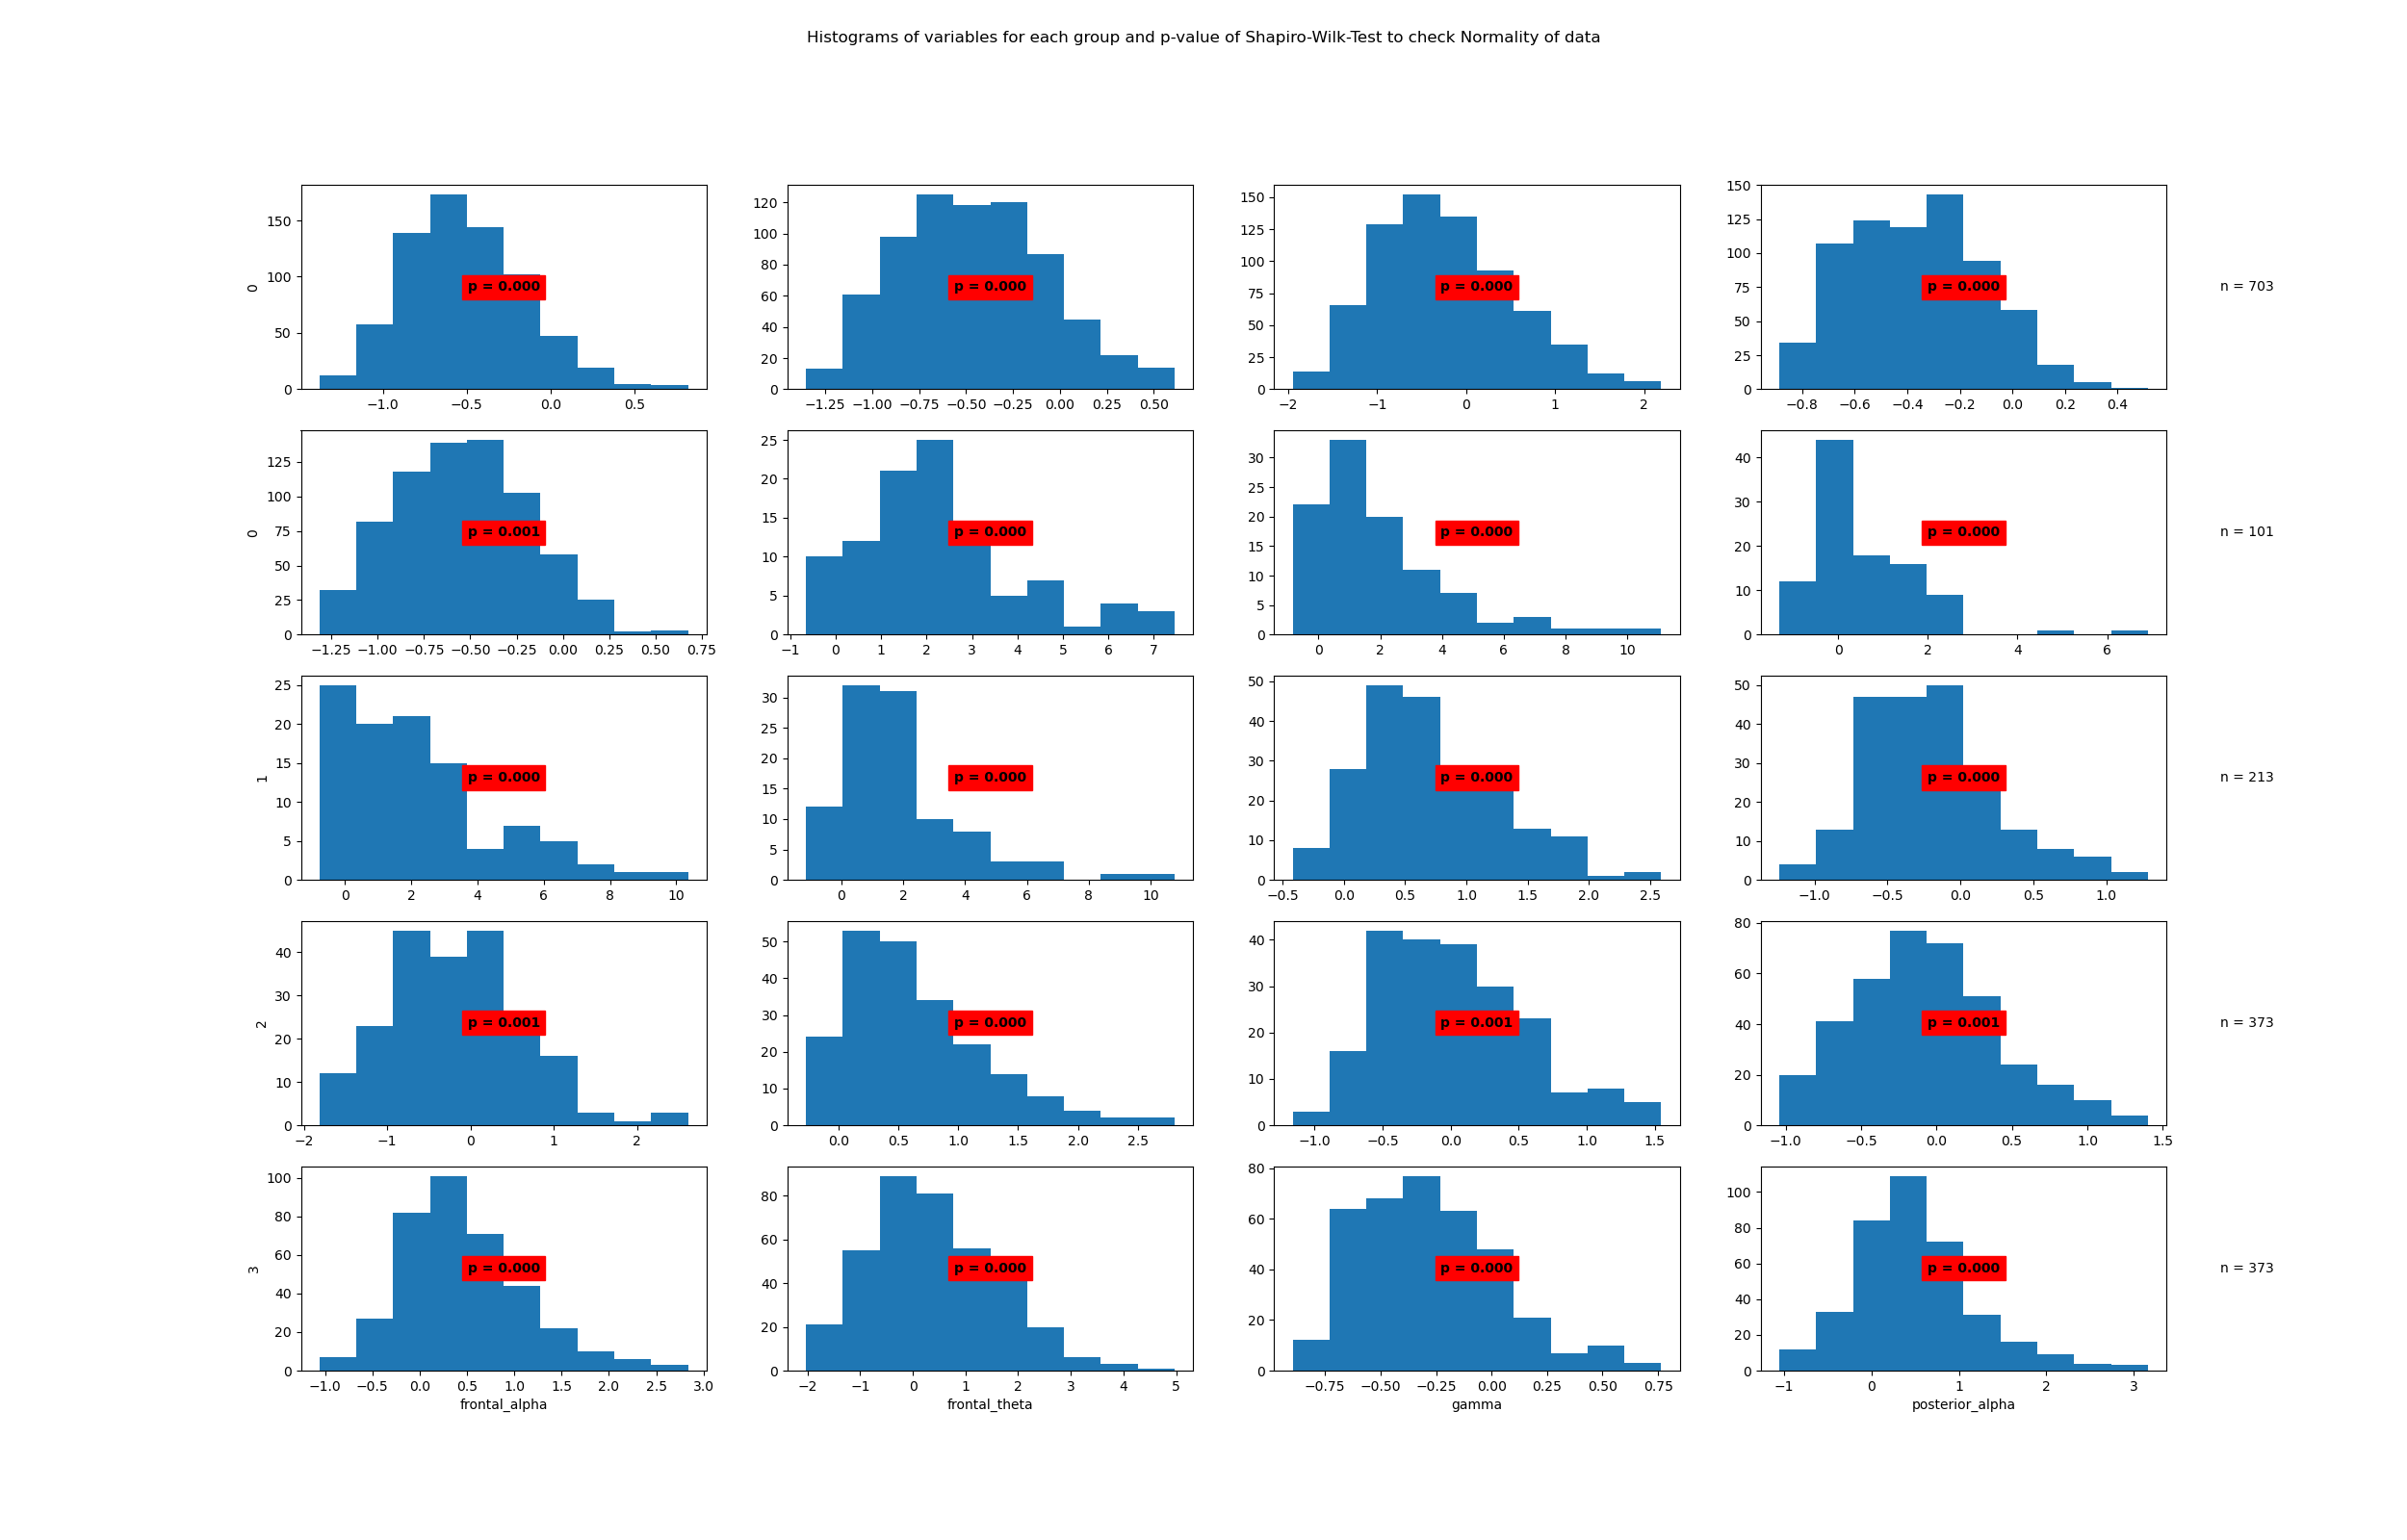 Histograms of variables for each group and p-value of Shapiro-Wilk-Test to check Normality of data
0
150
100
50
0
p = 0.000
−1.0 −0.5 0.0 0.5
120
100
80
60
40
20
0
p = 0.000
−1.25 −1.00 −0.75 −0.50 −0.25 0.00 0.25 0.50
150
125
100
75
50
25
0
p = 0.000
−2 −1 0 1 2
150
125
100
75
50
25
0
p = 0.000
−0.8 −0.6 −0.4 −0.2 0.0 0.2 0.4
n = 703
0
125
100
75
50
25
0
p = 0.001
−1.25 −1.00 −0.75 −0.50 −0.25 0.00 0.25 0.50 0.75
25
20
15
10
5
0
p = 0.000
−1 0 1 2 3 4 5 6 7
30
25
20
15
10
5
0
p = 0.000
0 2 4 6 8 10
40
30
20
10
0
p = 0.000
0 2 4 6
n = 101
1
25
20
15
10
5
0
p = 0.000
0 2 4 6 8 10
30
25
20
15
10
5
0
p = 0.000
0 2 4 6 8 10
50
40
30
20
10
0
p = 0.000
−0.5 0.0 0.5 1.0 1.5 2.0 2.5
50
40
30
20
10
0
p = 0.000
−1.0 −0.5 0.0 0.5 1.0
n = 213
2
40
30
20
10
0
p = 0.001
−2 −1 0 1 2
50
40
30
20
10
0
p = 0.000
0.0 0.5 1.0 1.5 2.0 2.5
40
30
20
10
0
p = 0.001
−1.0 −0.5 0.0 0.5 1.0 1.5
80
60
40
20
0
p = 0.001
−1.0 −0.5 0.0 0.5 1.0 1.5
n = 373
3
100
80
60
40
20
0
p = 0.000
−1.0 −0.5 0.0 0.5 1.0 1.5 2.0 2.5 3.0
frontal_alpha
80
60
40
20
0
p = 0.000
−2 −1 0 1 2 3 4 5
frontal_theta
80
60
40
20
0
p = 0.000
−0.75 −0.50 −0.25 0.00 0.25 0.50 0.75
gamma
100
80
60
40
20
0
p = 0.000
−1 0 1 2 3
posterior_alpha
n = 373